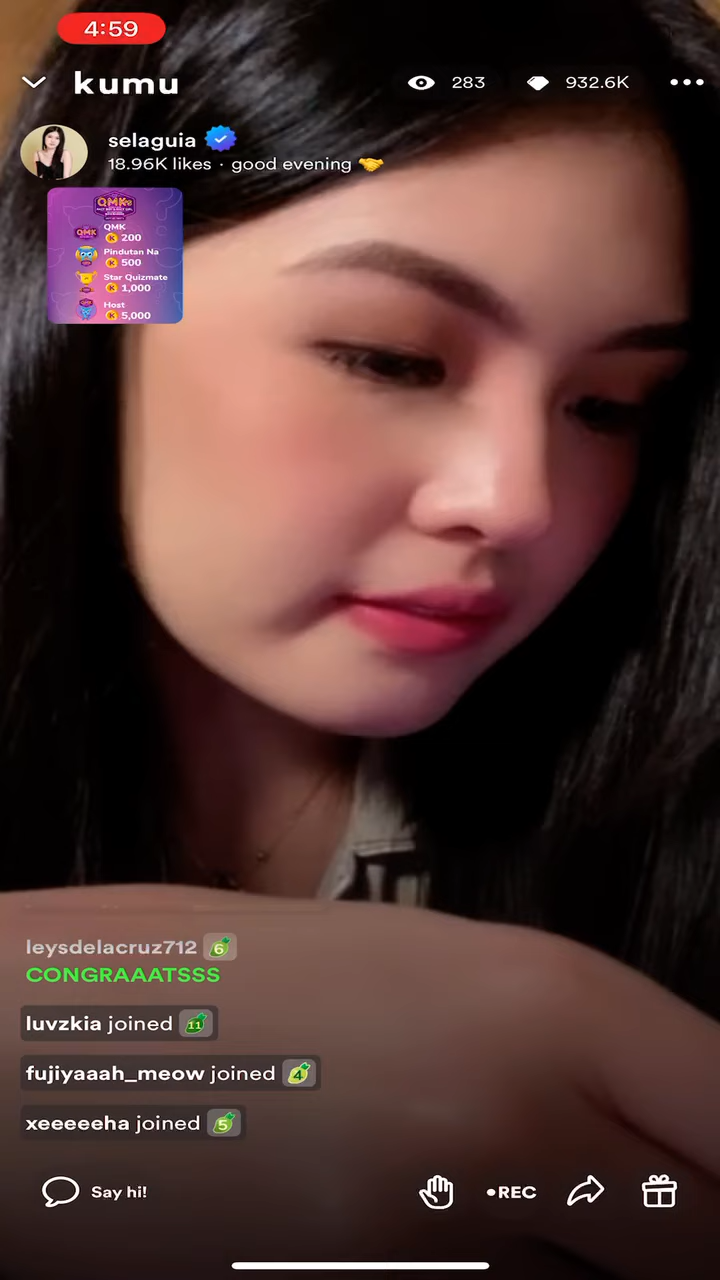 4:59
kumu
283
932.6K
selaguia
18.96K likes · good evening 🤝
QMKs
QMK
200
Pindutan Na
500
Star Quizmate
1,000
Host
5,000
leysdelacruz712 6
CONGRAAATSSS
luvzkia joined 11
fujiyaaah_meow joined 4
xeeeeeha joined 5
Say hi!
•REC